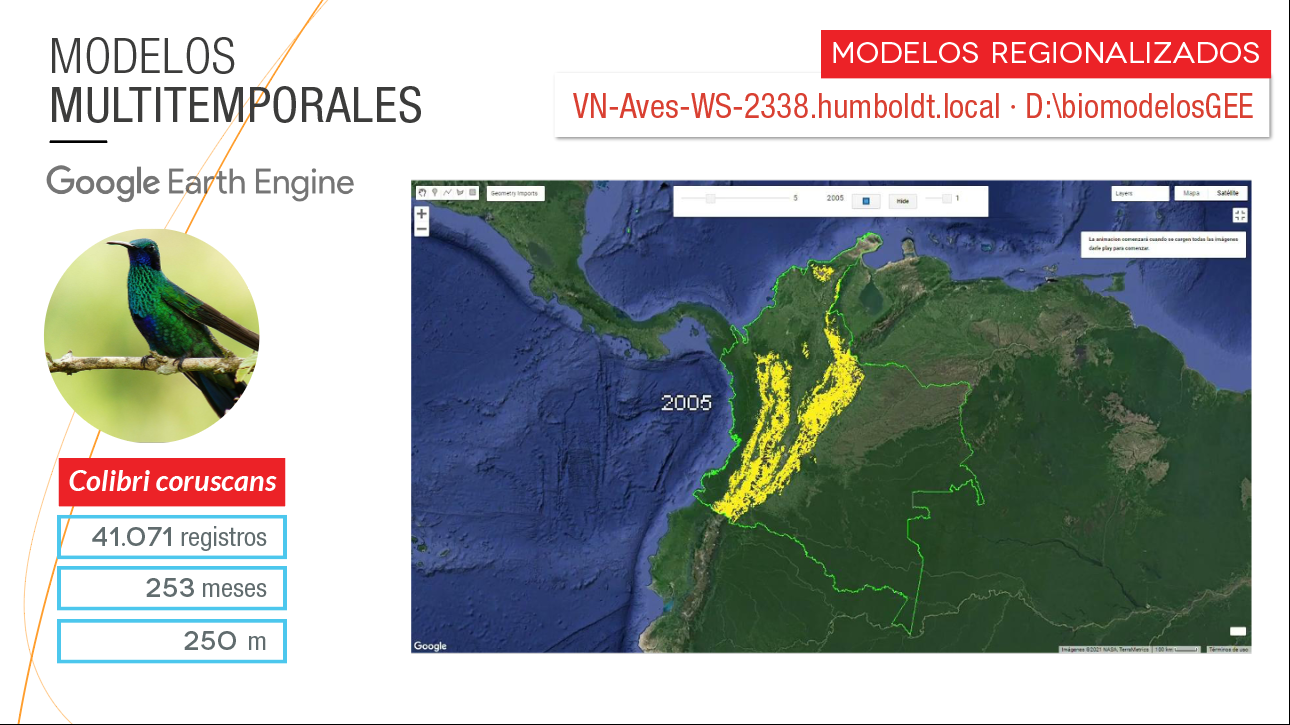 MODELOS
MULTITEMPORALES
MODELOS REGIONALIZADOS
VN-Aves-WS-2338.humboldt.local · D:\biomodelosGEE
Google Earth Engine
Geometry Imports
5 2005 Hide 1
Layers
Mapa Satélite
La animacion comenzará cuando se cargen todas las imágenes
darle play para comenzar.
2005
Colibri coruscans
41.071 registros
253 meses
250 m
Google
Imágenes ©2021 NASA, TerraMetrics 100 km Términos de uso